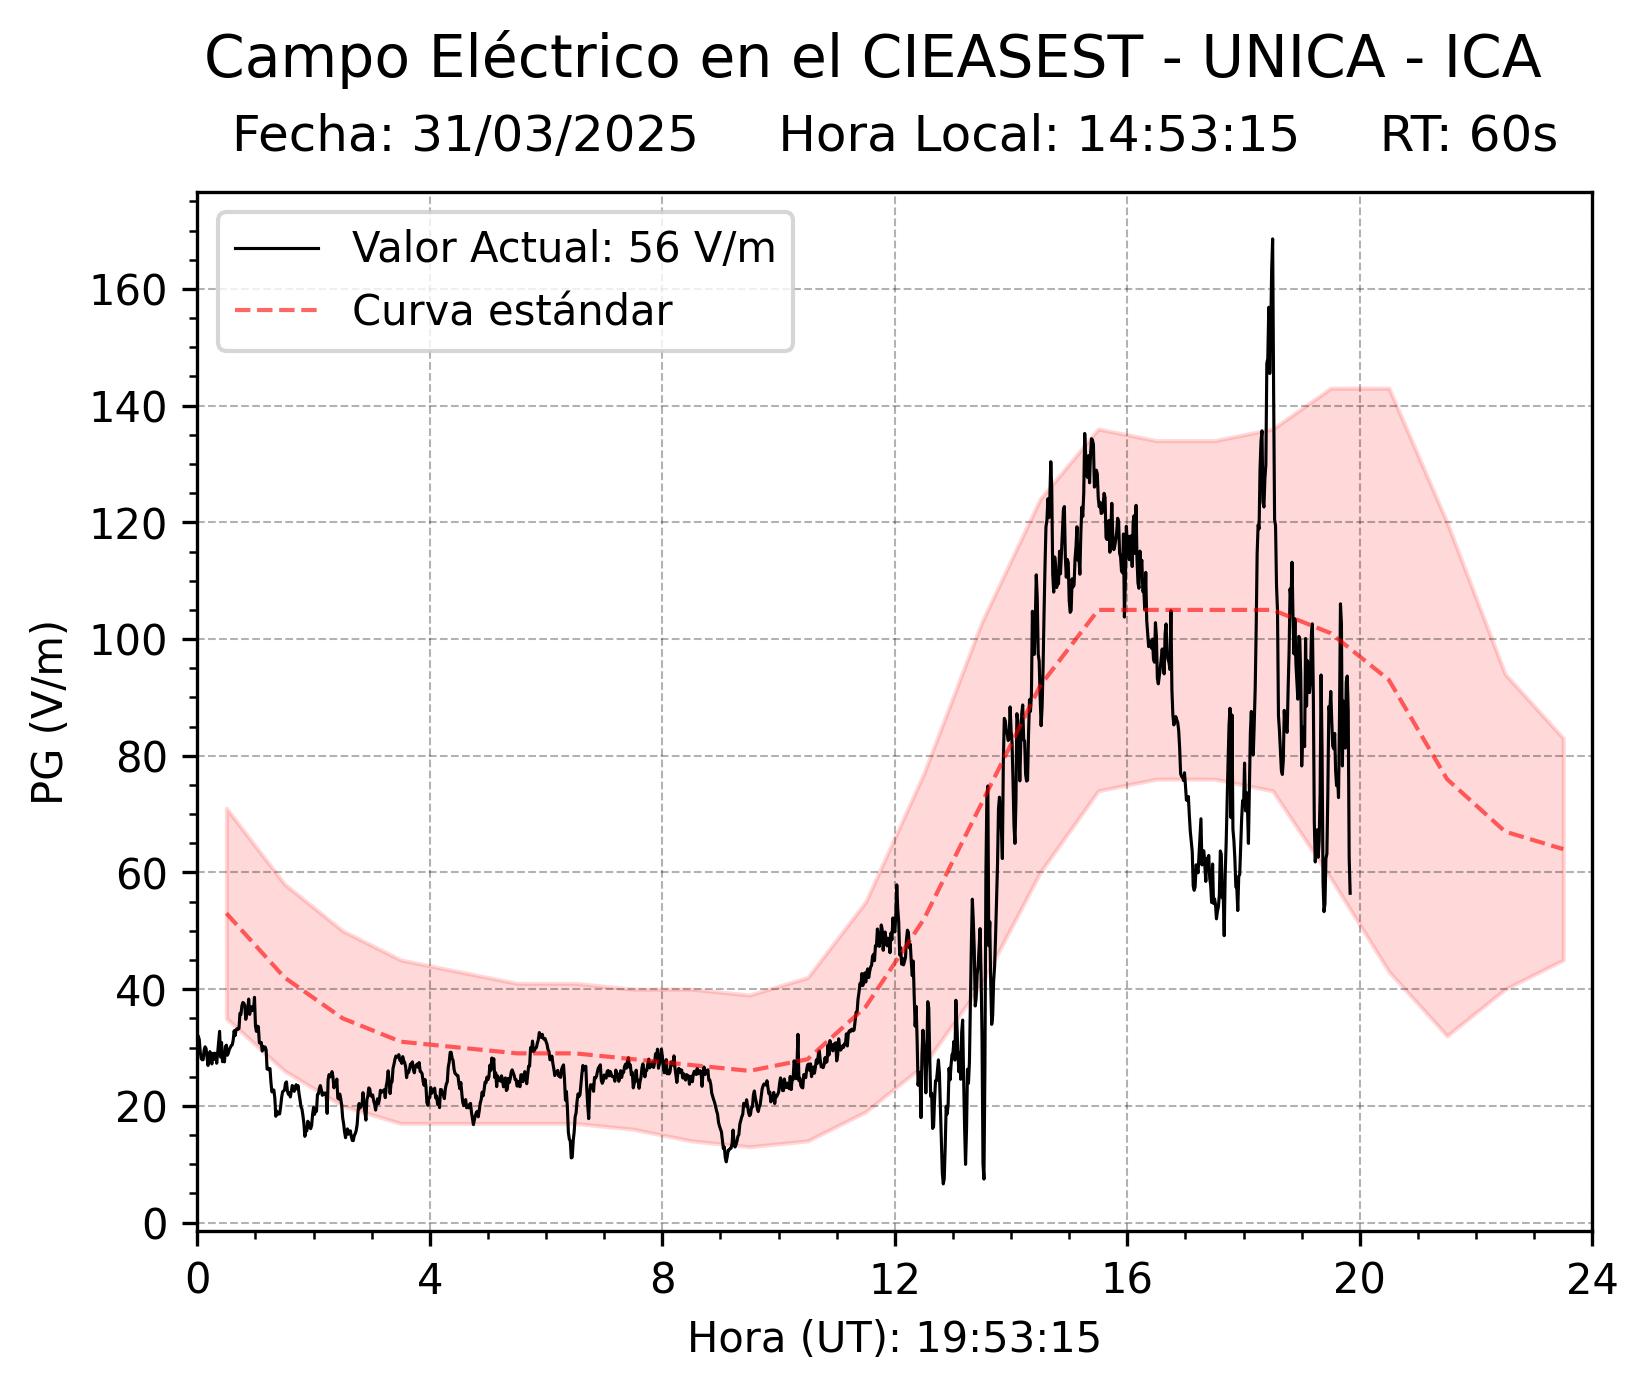 Campo Eléctrico en el CIEASEST - UNICA - ICA
Fecha: 31/03/2025 Hora Local: 14:53:15 RT: 60s
Valor Actual: 56 V/m
Curva estándar
PG (V/m)
160
140
120
100
80
60
40
20
0
0 4 8 12 16 20 24
Hora (UT): 19:53:15